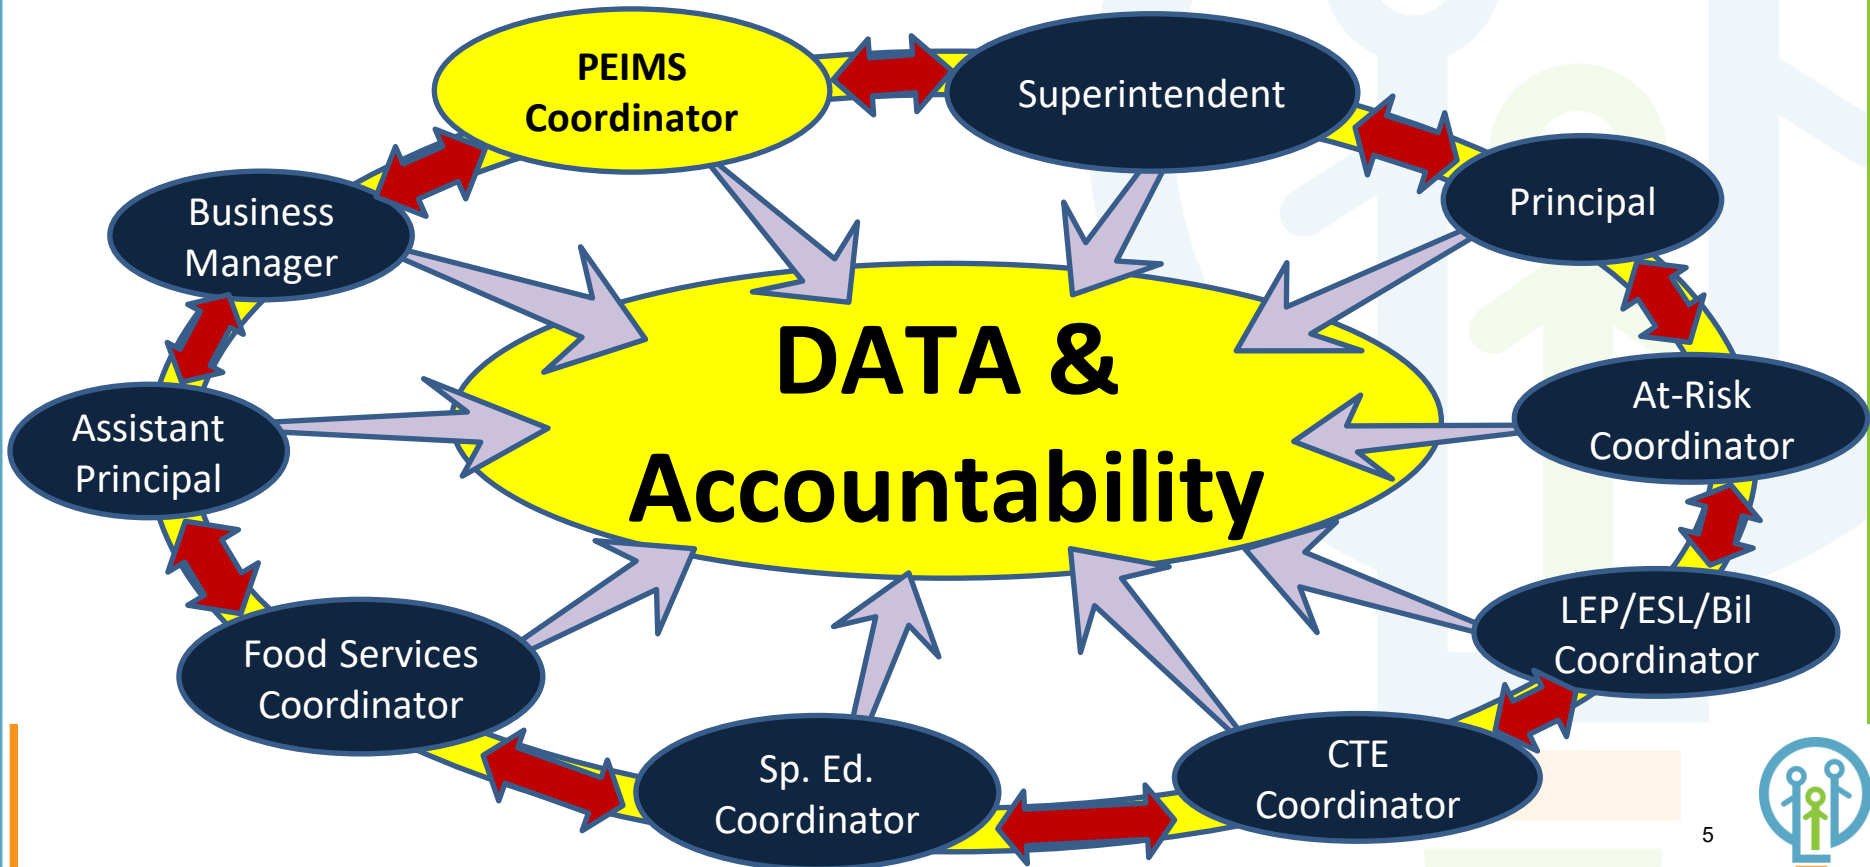 PEIMS
Coordinator
Superintendent
Principal
At-Risk
Coordinator
LEP/ESL/Bil
Coordinator
CTE
Coordinator
Sp. Ed.
Coordinator
Food Services
Coordinator
Assistant
Principal
Business
Manager
DATA &
Accountability
5